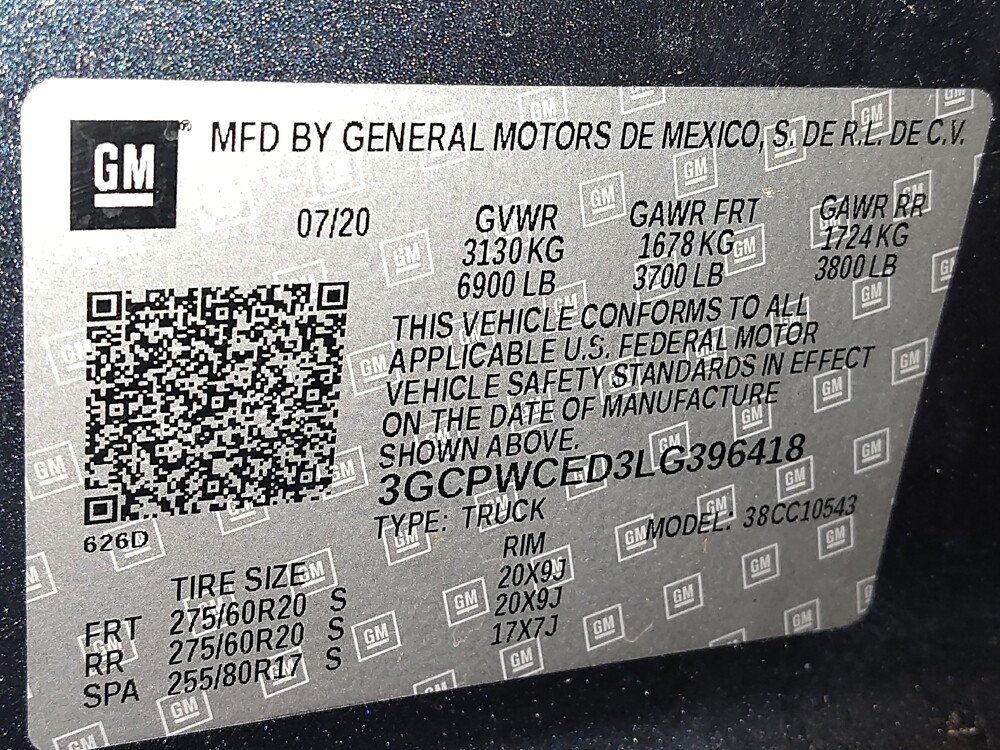 GM ® MFD BY GENERAL MOTORS DE MEXICO, S. DE R.L. DE C.V.
07/20 GVWR GAWR FRT GAWR RR
3130 KG 1678 KG 1724 KG
6900 LB 3700 LB 3800 LB
THIS VEHICLE CONFORMS TO ALL
APPLICABLE U.S. FEDERAL MOTOR
VEHICLE SAFETY STANDARDS IN EFFECT
ON THE DATE OF MANUFACTURE
SHOWN ABOVE.
3GCPWCED3LG396418
TYPE: TRUCK MODEL: 38CC10543
626D
TIRE SIZE RIM
FRT 275/60R20 S 20X9J
RR 275/60R20 S 20X9J
SPA 255/80R17 S 17X7J